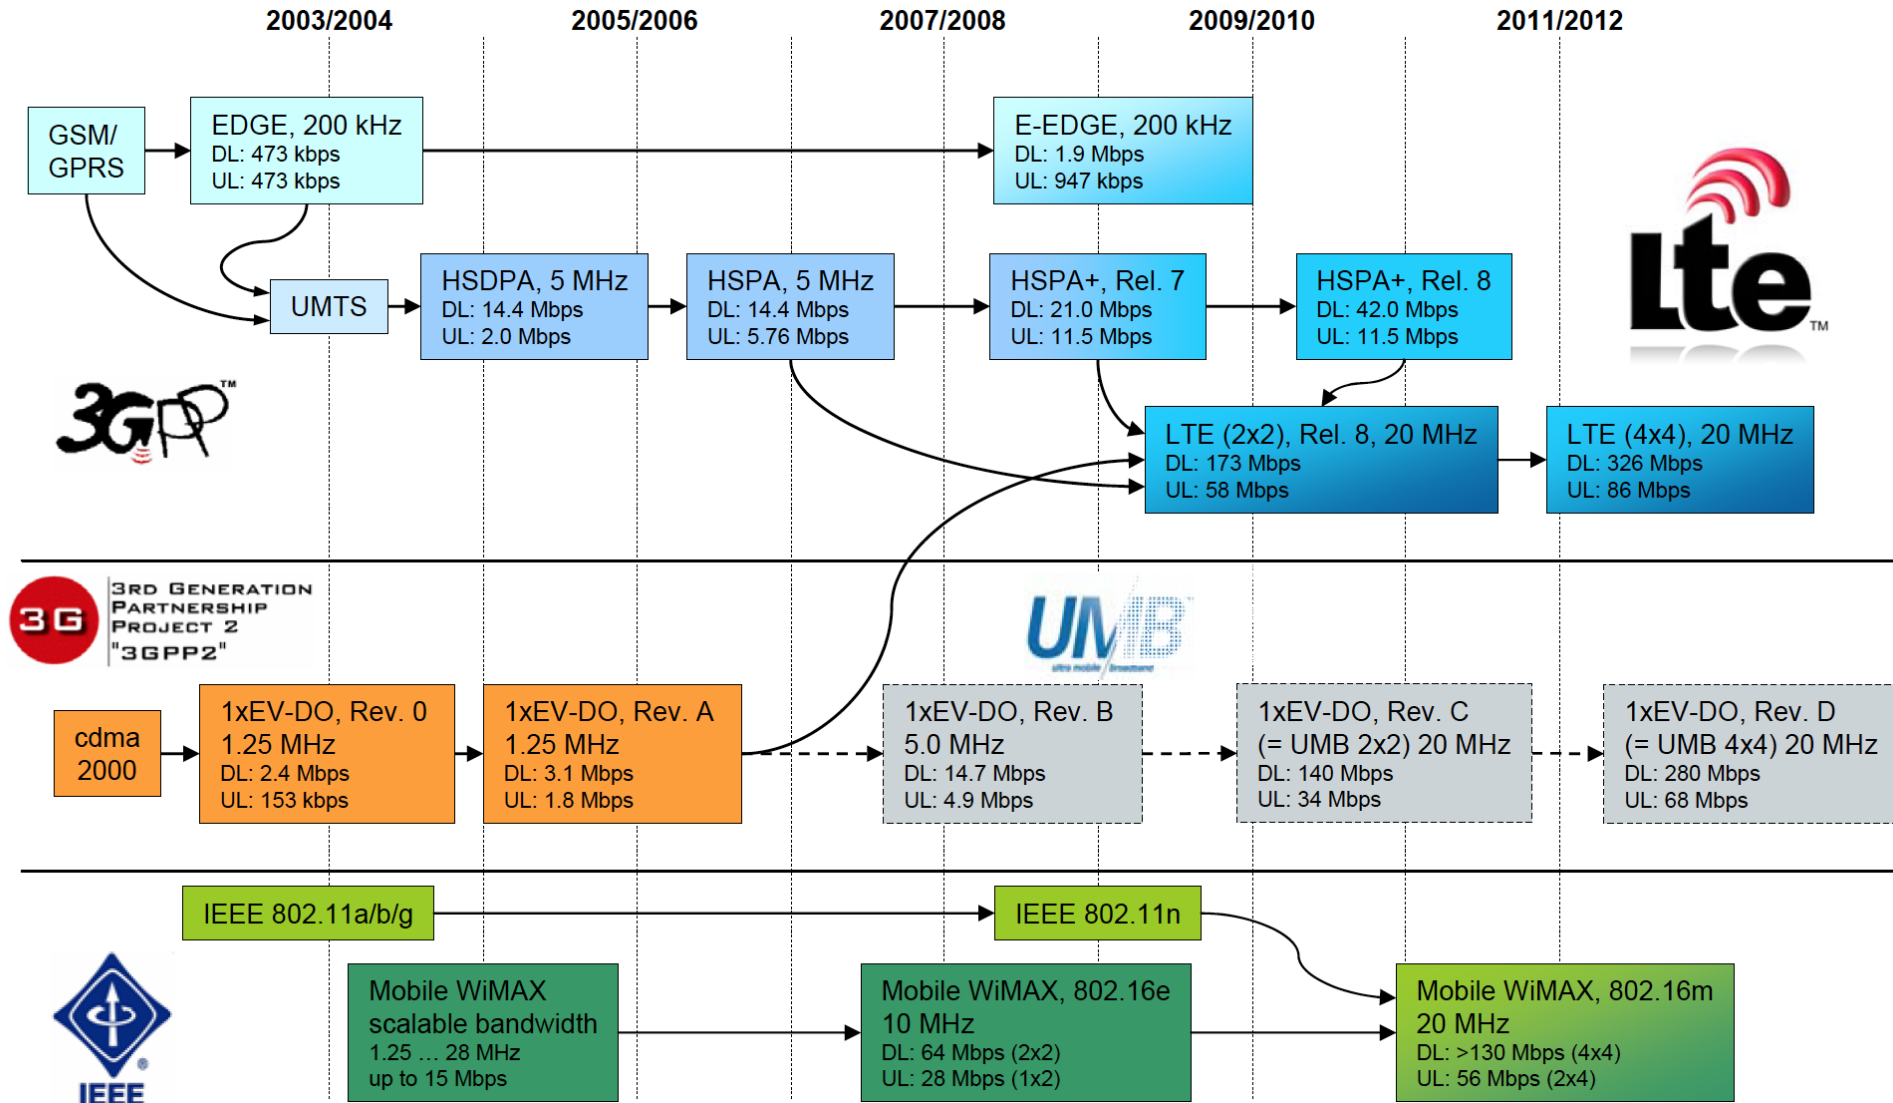 2003/2004
2005/2006
2007/2008
2009/2010
2011/2012
GSM/
GPRS
EDGE, 200 kHz
DL: 473 kbps
UL: 473 kbps
E-EDGE, 200 kHz
DL: 1.9 Mbps
UL: 947 kbps
UMTS
HSDPA, 5 MHz
DL: 14.4 Mbps
UL: 2.0 Mbps
HSPA, 5 MHz
DL: 14.4 Mbps
UL: 5.76 Mbps
HSPA+, Rel. 7
DL: 21.0 Mbps
UL: 11.5 Mbps
HSPA+, Rel. 8
DL: 42.0 Mbps
UL: 11.5 Mbps
Lte
TM
3GPP
TM
LTE (2x2), Rel. 8, 20 MHz
DL: 173 Mbps
UL: 58 Mbps
LTE (4x4), 20 MHz
DL: 326 Mbps
UL: 86 Mbps
3G
3RD GENERATION
PARTNERSHIP
PROJECT 2
"3GPP2"
UMB
ultra mobile broadband
cdma
2000
1xEV-DO, Rev. 0
1.25 MHz
DL: 2.4 Mbps
UL: 153 kbps
1xEV-DO, Rev. A
1.25 MHz
DL: 3.1 Mbps
UL: 1.8 Mbps
1xEV-DO, Rev. B
5.0 MHz
DL: 14.7 Mbps
UL: 4.9 Mbps
1xEV-DO, Rev. C
(= UMB 2x2) 20 MHz
DL: 140 Mbps
UL: 34 Mbps
1xEV-DO, Rev. D
(= UMB 4x4) 20 MHz
DL: 280 Mbps
UL: 68 Mbps
IEEE 802.11a/b/g
IEEE 802.11n
IEEE
®
Mobile WiMAX
scalable bandwidth
1.25 … 28 MHz
up to 15 Mbps
Mobile WiMAX, 802.16e
10 MHz
DL: 64 Mbps (2x2)
UL: 28 Mbps (1x2)
Mobile WiMAX, 802.16m
20 MHz
DL: >130 Mbps (4x4)
UL: 56 Mbps (2x4)